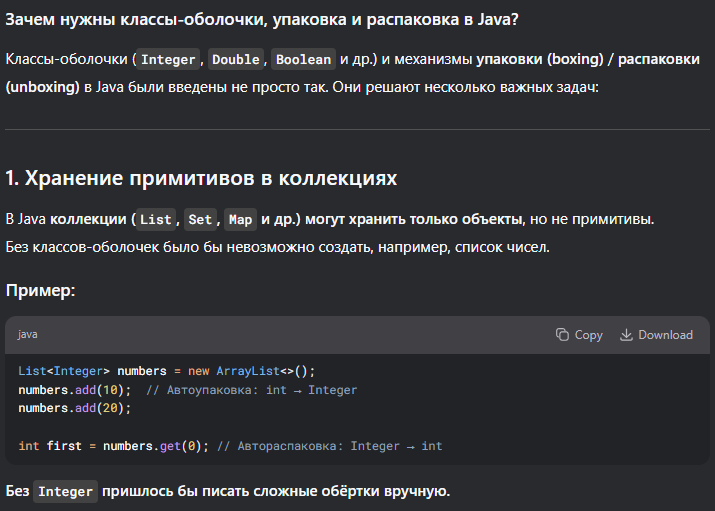 Зачем нужны классы-оболочки, упаковка и распаковка в Java?
Классы-оболочки (Integer, Double, Boolean и др.) и механизмы упаковки (boxing) / распаковки
(unboxing) в Java были введены не просто так. Они решают несколько важных задач:
1. Хранение примитивов в коллекциях
В Java коллекции (List, Set, Map и др.) могут хранить только объекты, но не примитивы.
Без классов-оболочек было бы невозможно создать, например, список чисел.
Пример:
java Copy Download
List<Integer> numbers = new ArrayList<>();
numbers.add(10);  // Автоупаковка: int → Integer
numbers.add(20);
int first = numbers.get(0); // Автораспаковка: Integer → int
Без Integer пришлось бы писать сложные обёртки вручную.